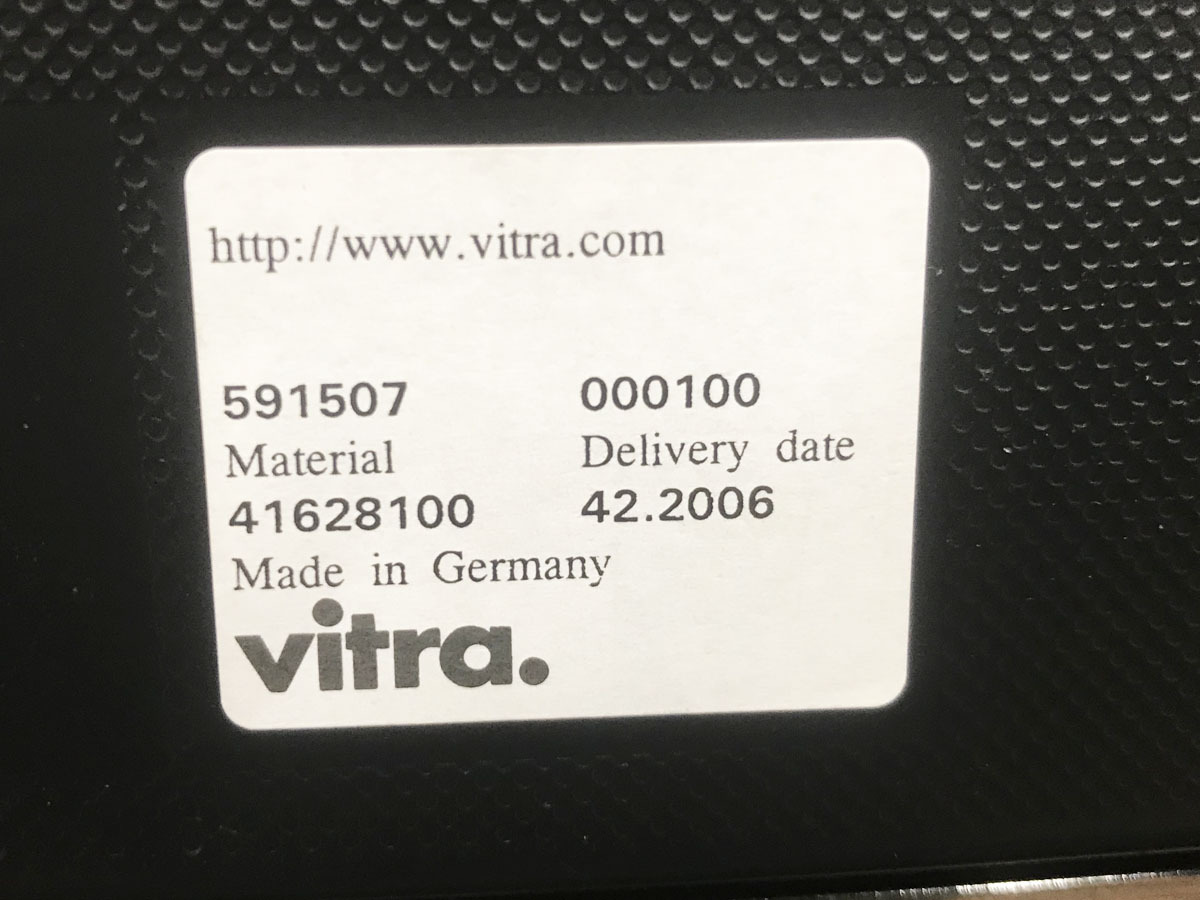 http://www.vitra.com
591507 000100
Material Delivery date
41628100 42.2006
Made in Germany
vitra.